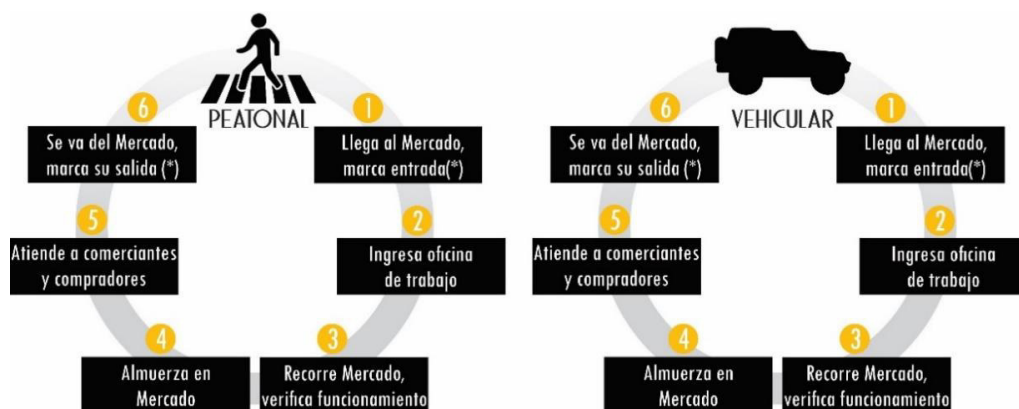 PEATONAL
1
Llega al Mercado,
marca entrada(*)
2
Ingresa oficina
de trabajo
3
Recorre Mercado,
verifica funcionamiento
4
Almuerza en
Mercado
5
Atiende a comerciantes
y compradores
6
Se va del Mercado,
marca su salida (*)
VEHICULAR
1
Llega al Mercado,
marca entrada(*)
2
Ingresa oficina
de trabajo
3
Recorre Mercado,
verifica funcionamiento
4
Almuerza en
Mercado
5
Atiende a comerciantes
y compradores
6
Se va del Mercado,
marca su salida (*)